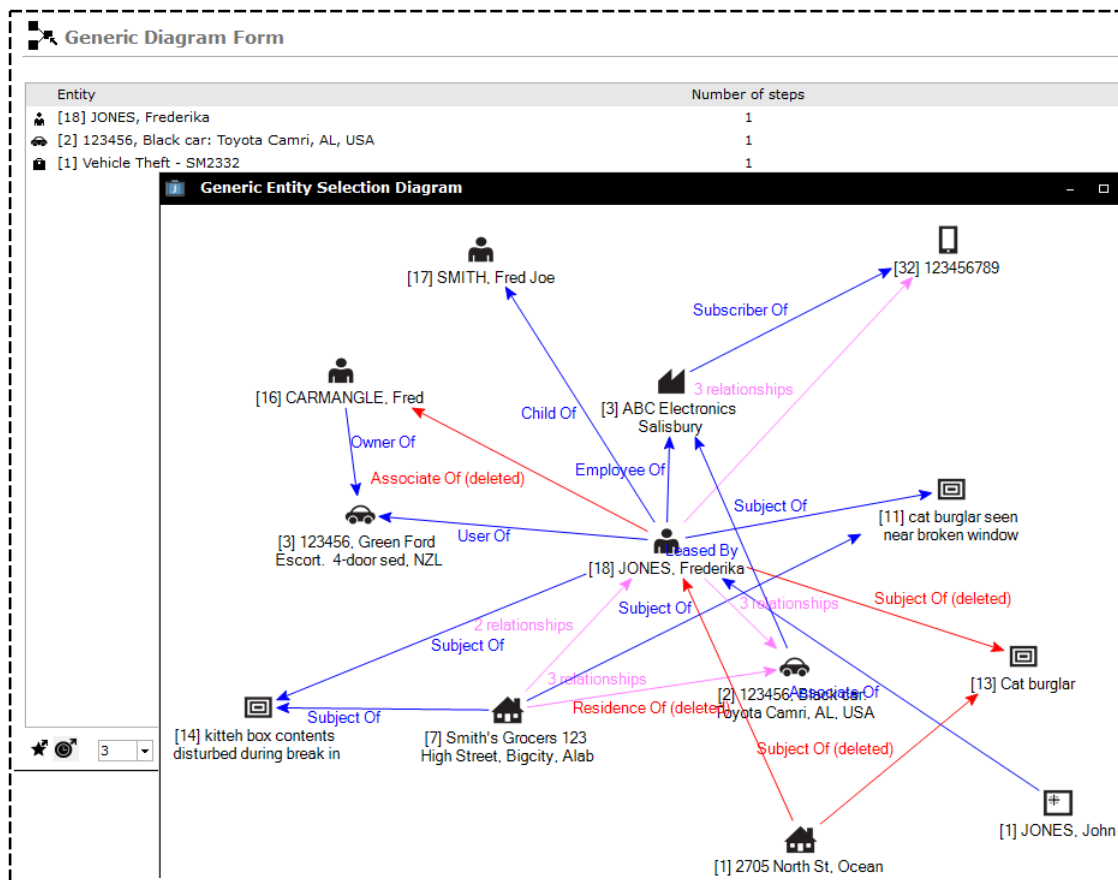 Generic Diagram Form
Entity Number of steps
[18] JONES, Frederika 1
[2] 123456, Black car: Toyota Camri, AL, USA 1
[1] Vehicle Theft - SM2332 1
Generic Entity Selection Diagram
[17] SMITH, Fred Joe
[32] 123456789
Subscriber Of
[16] CARMANGLE, Fred
3 relationships
[3] ABC Electronics
Salisbury
Child Of
Owner Of
Employee Of
Associate Of (deleted)
Subject Of
[11] cat burglar seen
near broken window
User Of
[3] 123456, Green Ford
Escort. 4-door sed, NZL
Leased By
[18] JONES, Frederika
Subject Of (deleted)
3 relationships
Subject Of
2 relationships
Subject Of
3 relationships
[13] Cat burglar
[2] 123456, Black car:
Toyota Camri, AL, USA
Associate Of
Residence Of (deleted)
Subject Of
[14] kitteh box contents
disturbed during break in
[7] Smith's Grocers 123
High Street, Bigcity, Alab
Subject Of (deleted)
3
[1] JONES, John
[1] 2705 North St, Ocean